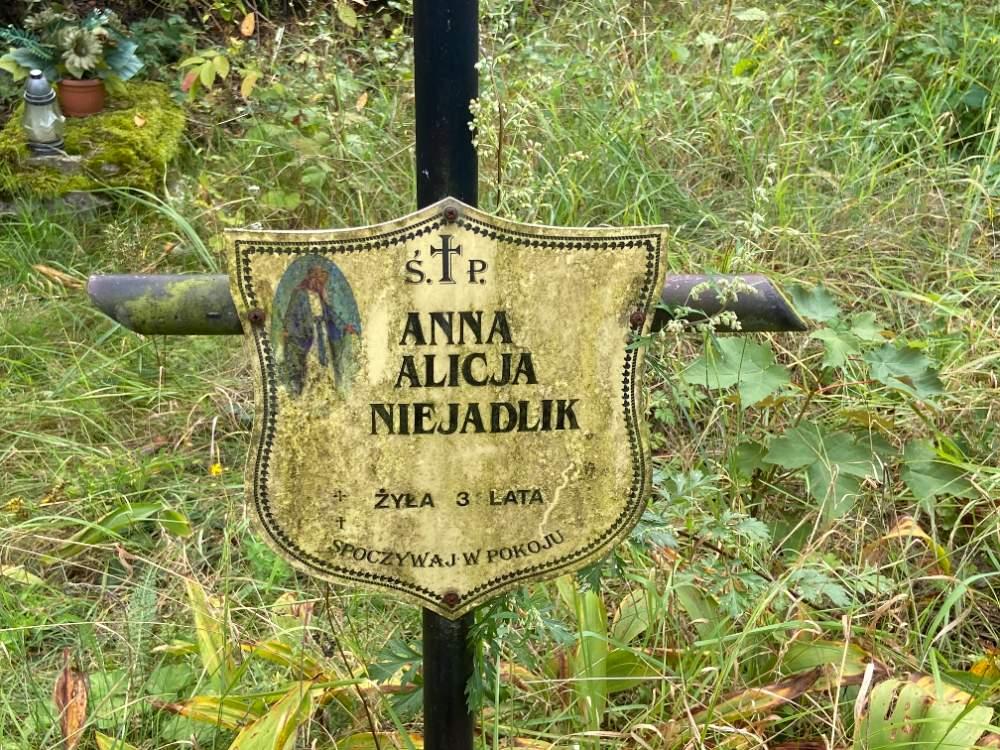 Ś. P.
ANNA
ALICJA
NIEJADLIK
ŻYŁA 3 LATA
SPOCZYWAJ W POKOJU